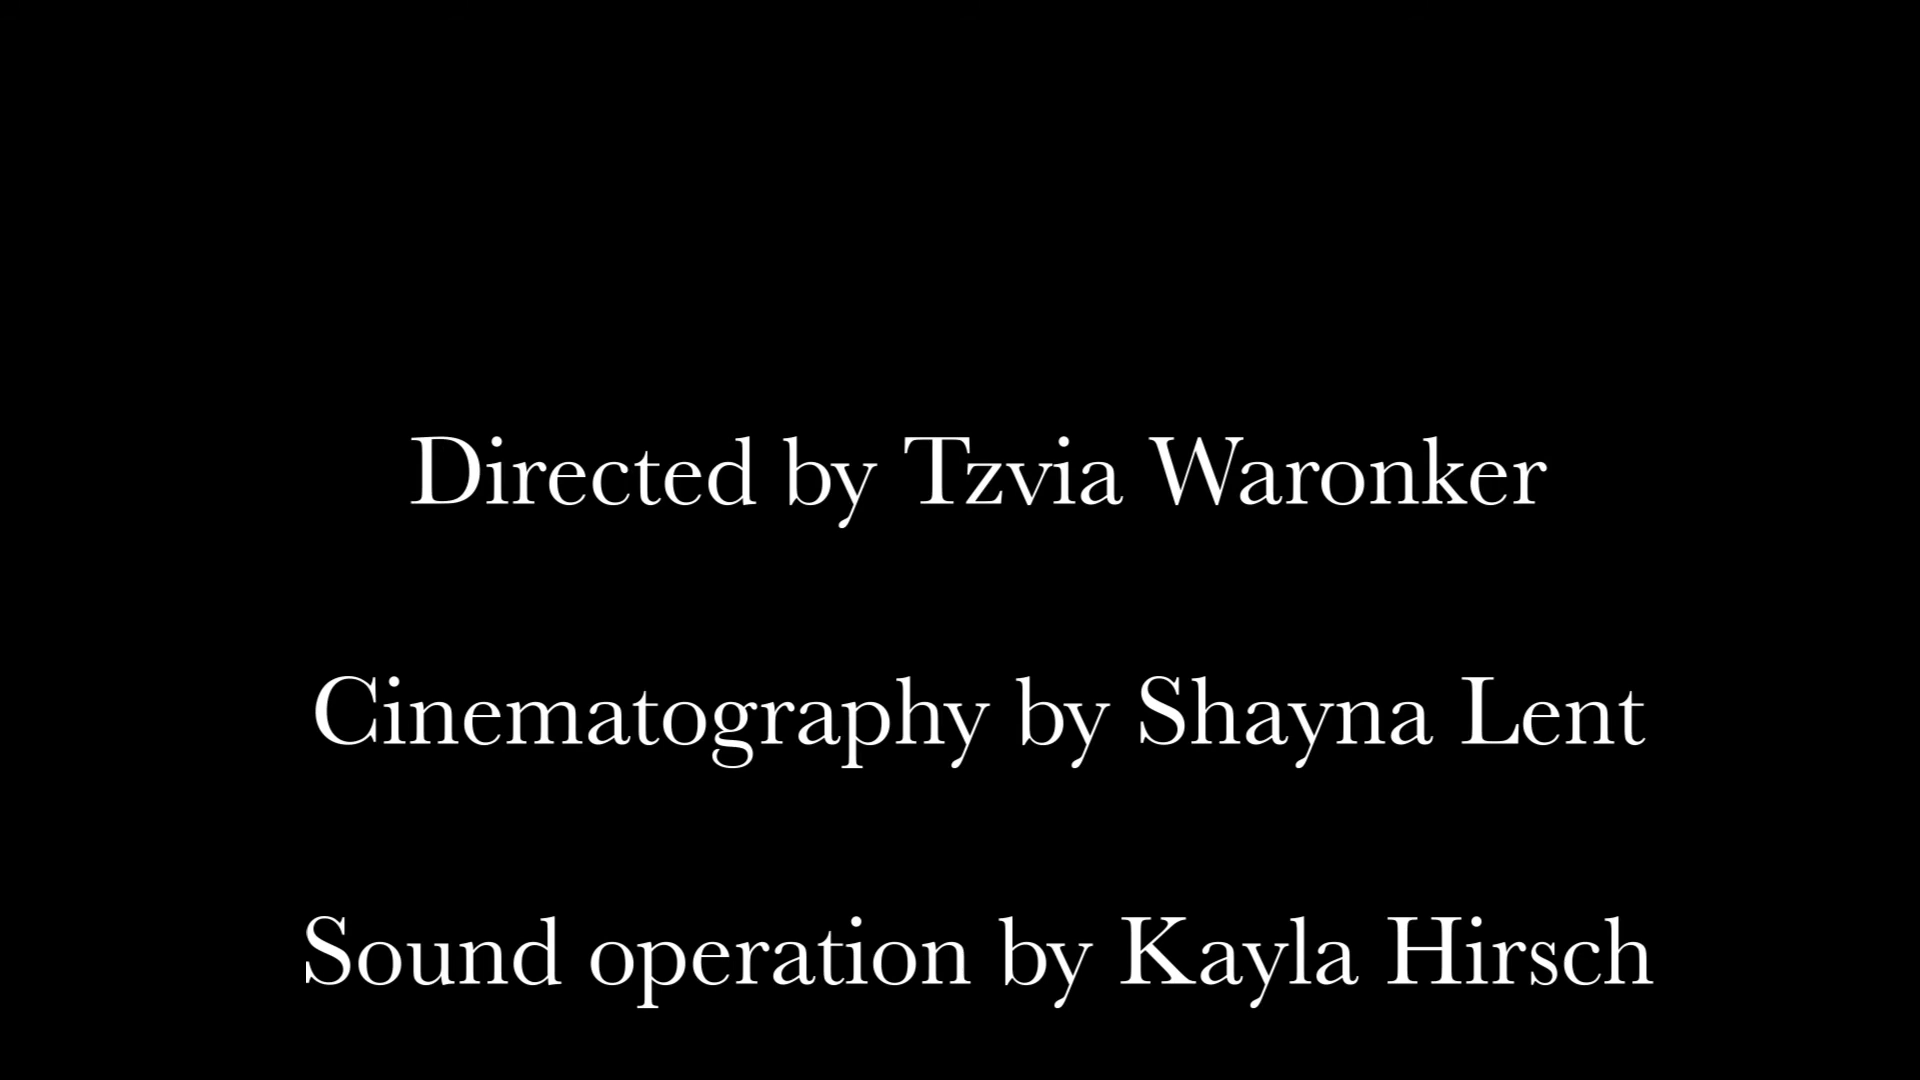 Directed by Tzvia Waronker
Cinematography by Shayna Lent
Sound operation by Kayla Hirsch